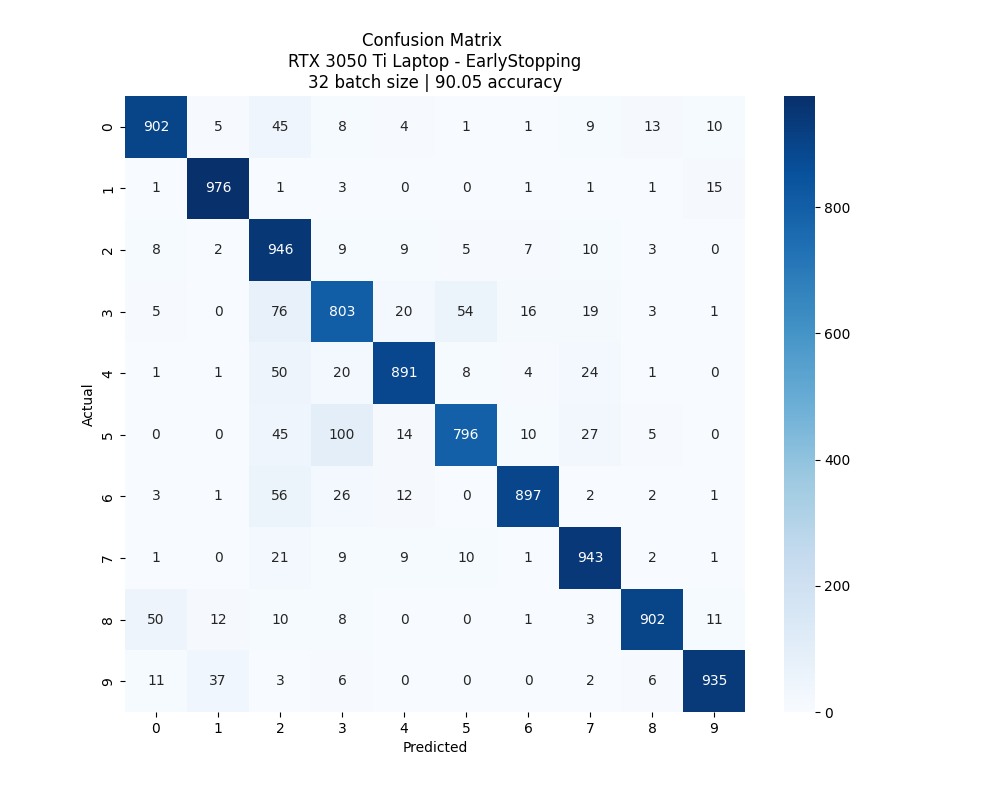 Confusion Matrix
RTX 3050 Ti Laptop - EarlyStopping
32 batch size | 90.05 accuracy
Actual
0 902 5 45 8 4 1 1 9 13 10
1 1 976 1 3 0 0 1 1 1 15
2 8 2 946 9 9 5 7 10 3 0
3 5 0 76 803 20 54 16 19 3 1
4 1 1 50 20 891 8 4 24 1 0
5 0 0 45 100 14 796 10 27 5 0
6 3 1 56 26 12 0 897 2 2 1
7 1 0 21 9 9 10 1 943 2 1
8 50 12 10 8 0 0 1 3 902 11
9 11 37 3 6 0 0 0 2 6 935
0 1 2 3 4 5 6 7 8 9
Predicted
800
600
400
200
0